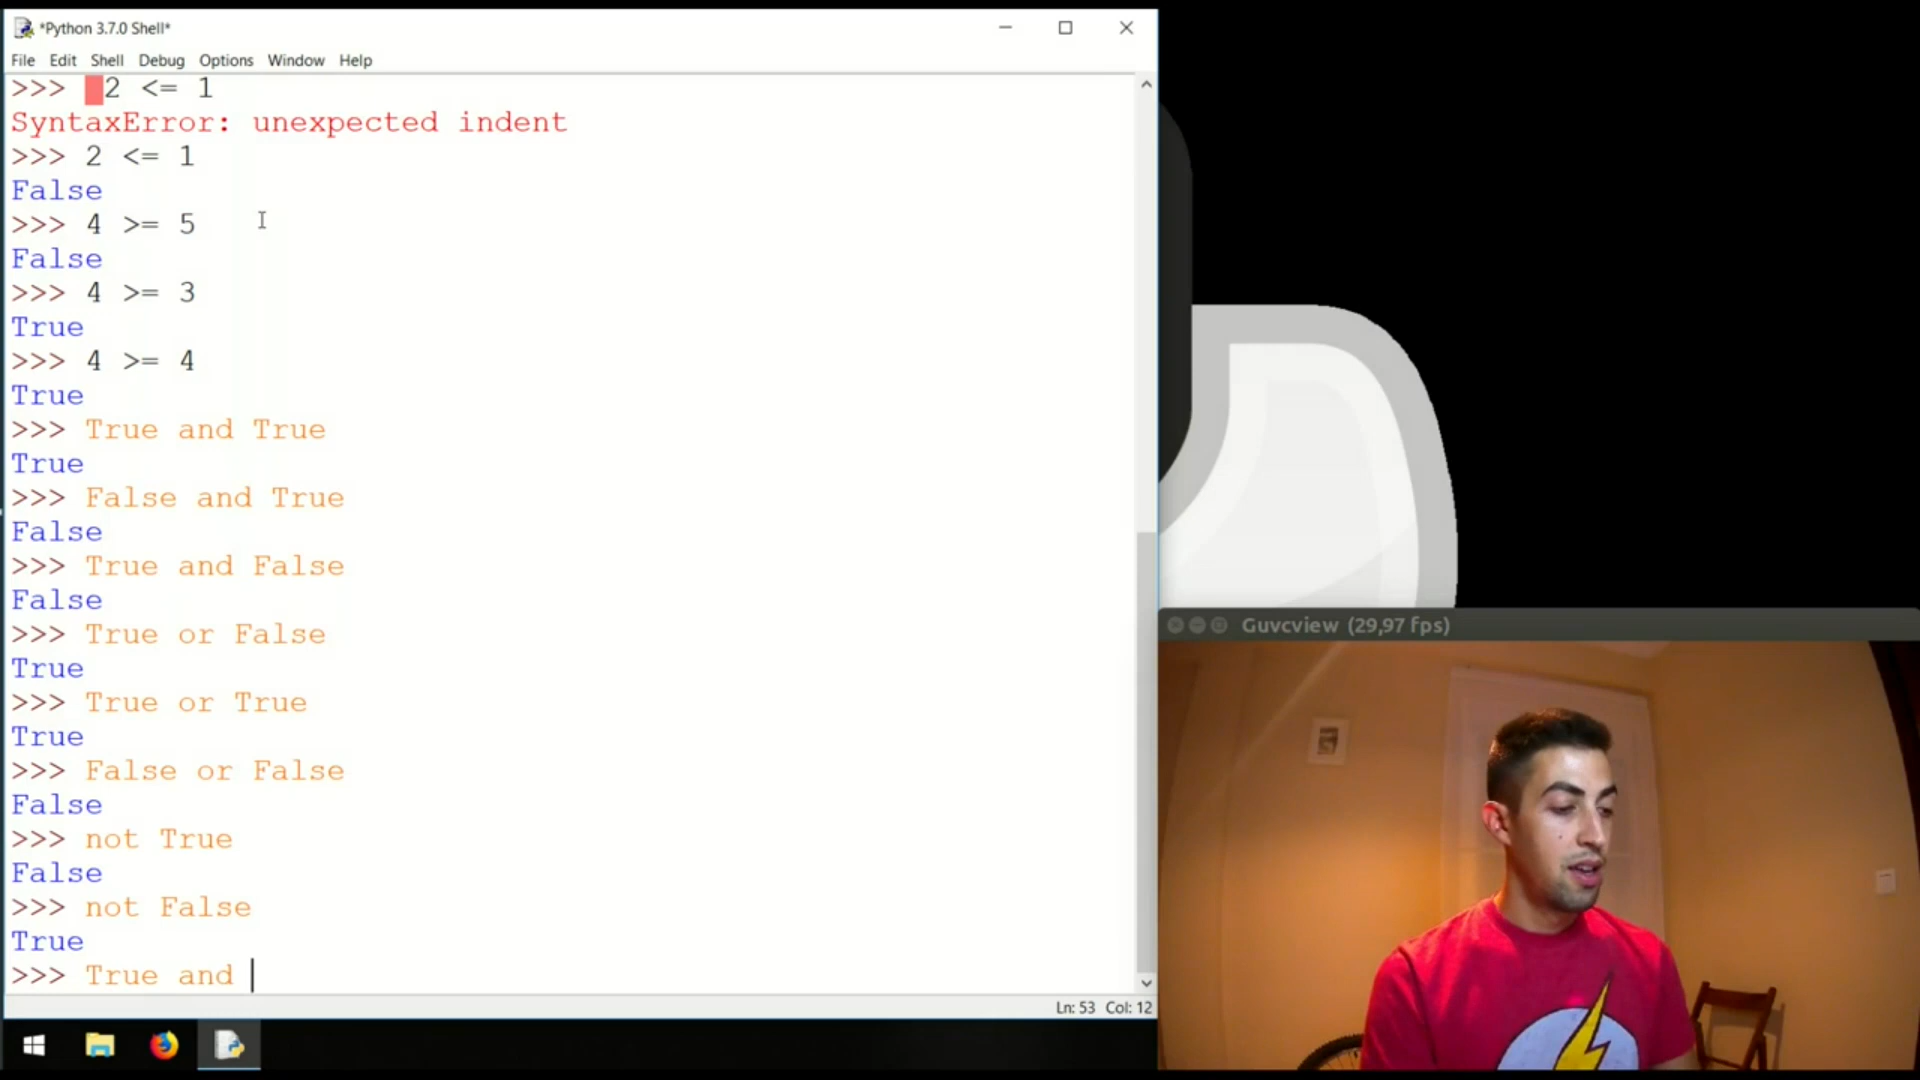 *Python 3.7.0 Shell*
File Edit Shell Debug Options Window Help
>>> 2 <= 1
SyntaxError: unexpected indent
>>> 2 <= 1
False
>>> 4 >= 5
False
>>> 4 >= 3
True
>>> 4 >= 4
True
>>> True and True
True
>>> False and True
False
>>> True and False
False
>>> True or False
True
>>> True or True
True
>>> False or False
False
>>> not True
False
>>> not False
True
>>> True and
Ln: 53 Col: 12
Guvcview (29,97 fps)